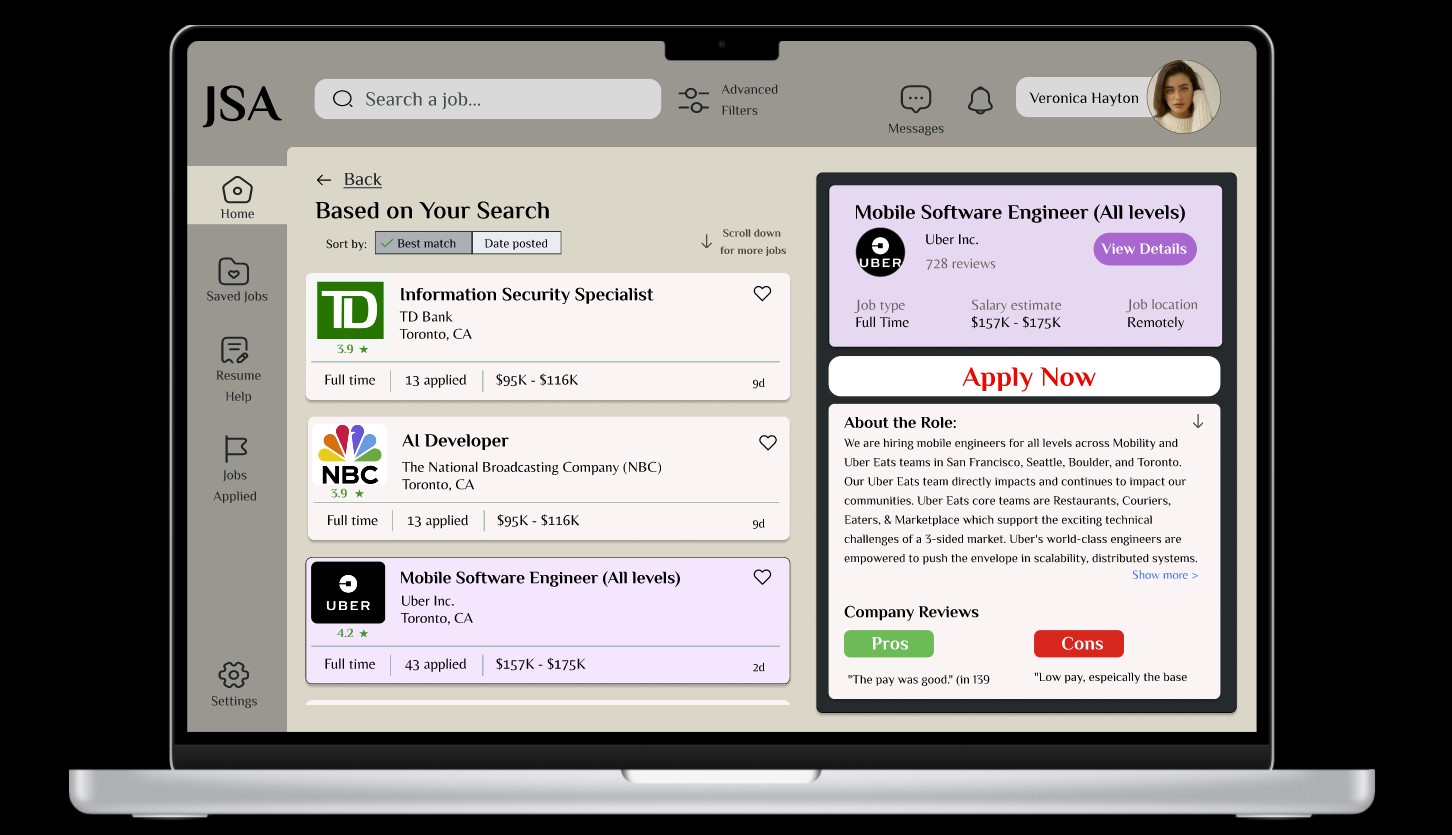 JSA
Search a job...
Advanced
Filters
Messages
Veronica Hayton
Home
Saved Jobs
Resume
Help
Jobs
Applied
Settings
Back
Based on Your Search
Sort by:
Best match
Date posted
Scroll down
for more jobs
TD
3.9 ★
Information Security Specialist
TD Bank
Toronto, CA
Full time
13 applied
$95K - $116K
9d
NBC
3.9 ★
AI Developer
The National Broadcasting Company (NBC)
Toronto, CA
Full time
13 applied
$95K - $116K
9d
UBER
4.2 ★
Mobile Software Engineer (All levels)
Uber Inc.
Toronto, CA
Full time
43 applied
$157K - $175K
2d
Mobile Software Engineer (All levels)
UBER
Uber Inc.
728 reviews
View Details
Job type
Full Time
Salary estimate
$157K - $175K
Job location
Remotely
Apply Now
About the Role:
We are hiring mobile engineers for all levels across Mobility and
Uber Eats teams in San Francisco, Seattle, Boulder, and Toronto.
Our Uber Eats team directly impacts and continues to impact our
communities. Uber Eats core teams are Restaurants, Couriers,
Eaters, & Marketplace which support the exciting technical
challenges of a 3-sided market. Uber's world-class engineers are
empowered to push the envelope in scalability, distributed systems.
Show more >
Company Reviews
Pros
Cons
"The pay was good." (in 139
"Low pay, espeically the base